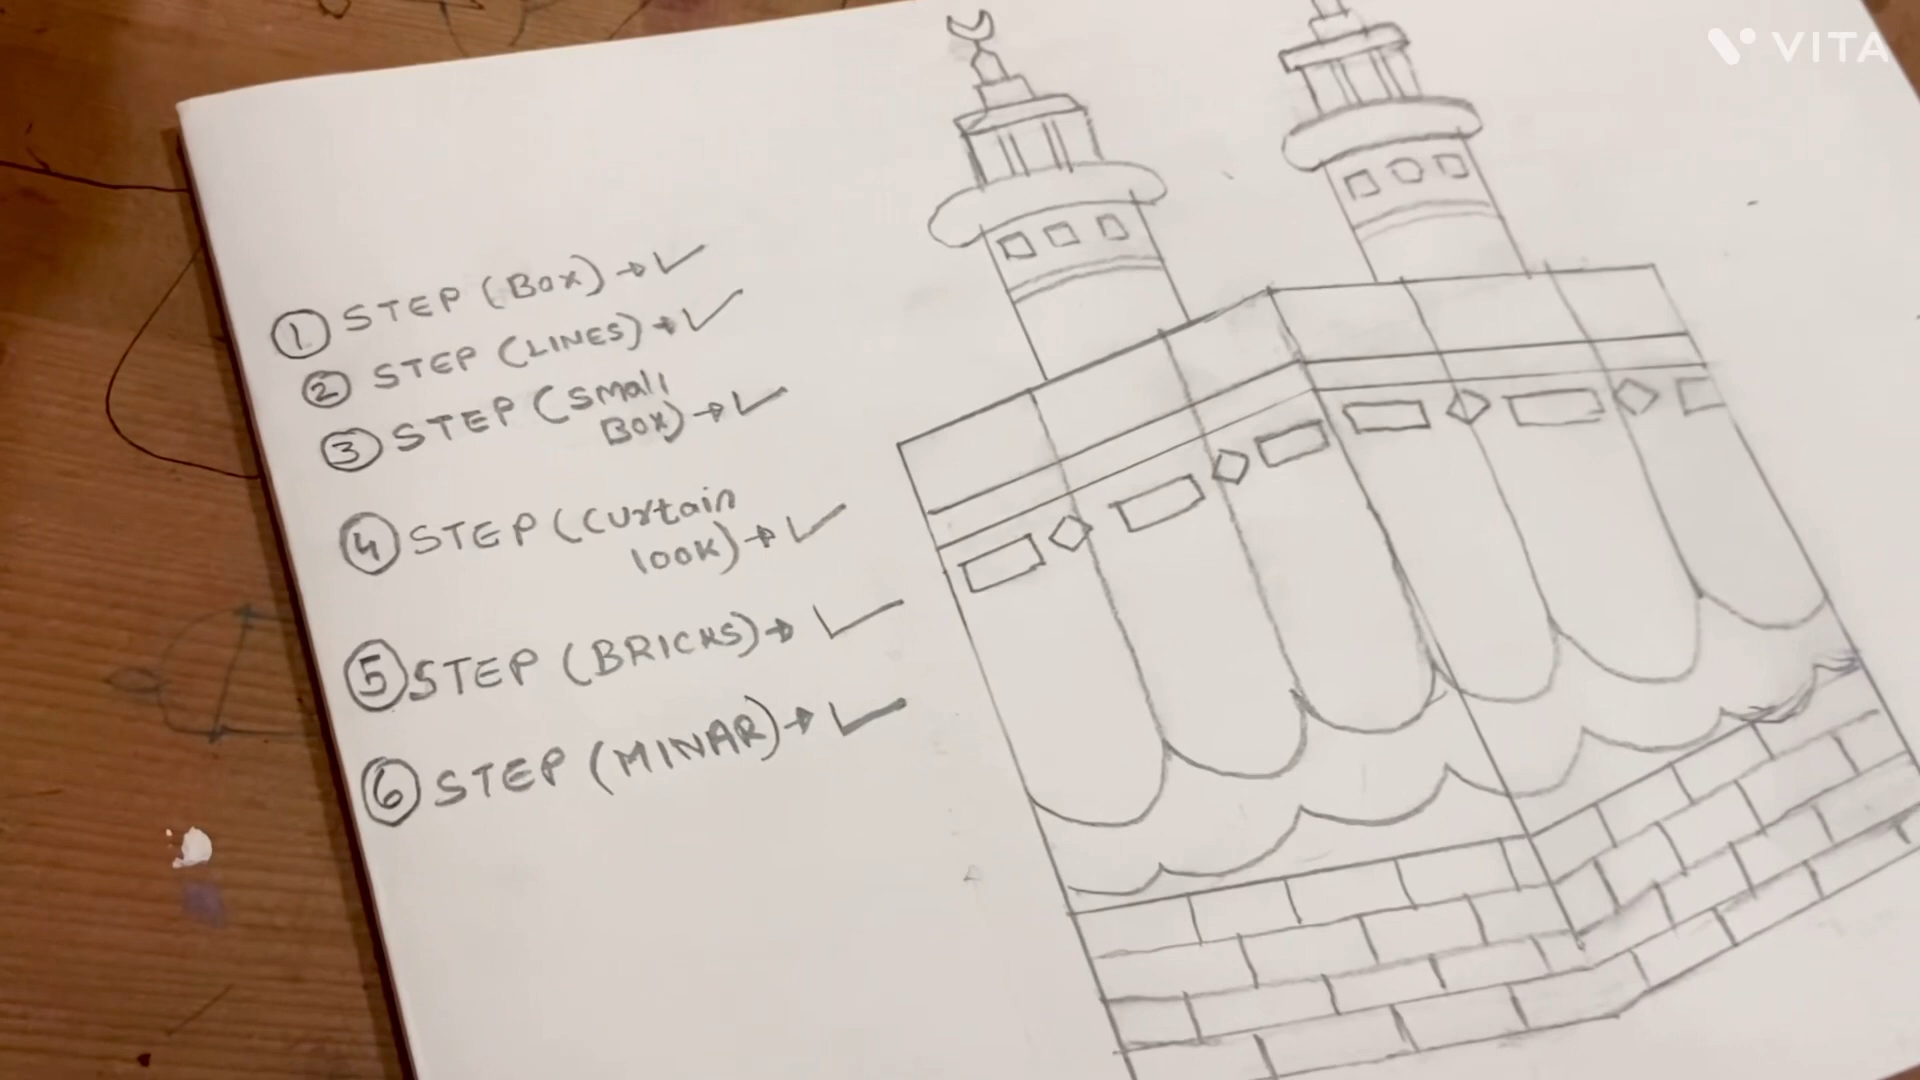 VITA
① STEP (BOX) → ✓
② STEP (LINES) → ✓
③ STEP (Small
BOX) → ✓
④ STEP (Curtain
look) → ✓
⑤ STEP (BRICKS) → ✓
⑥ STEP (MINAR) → ✓